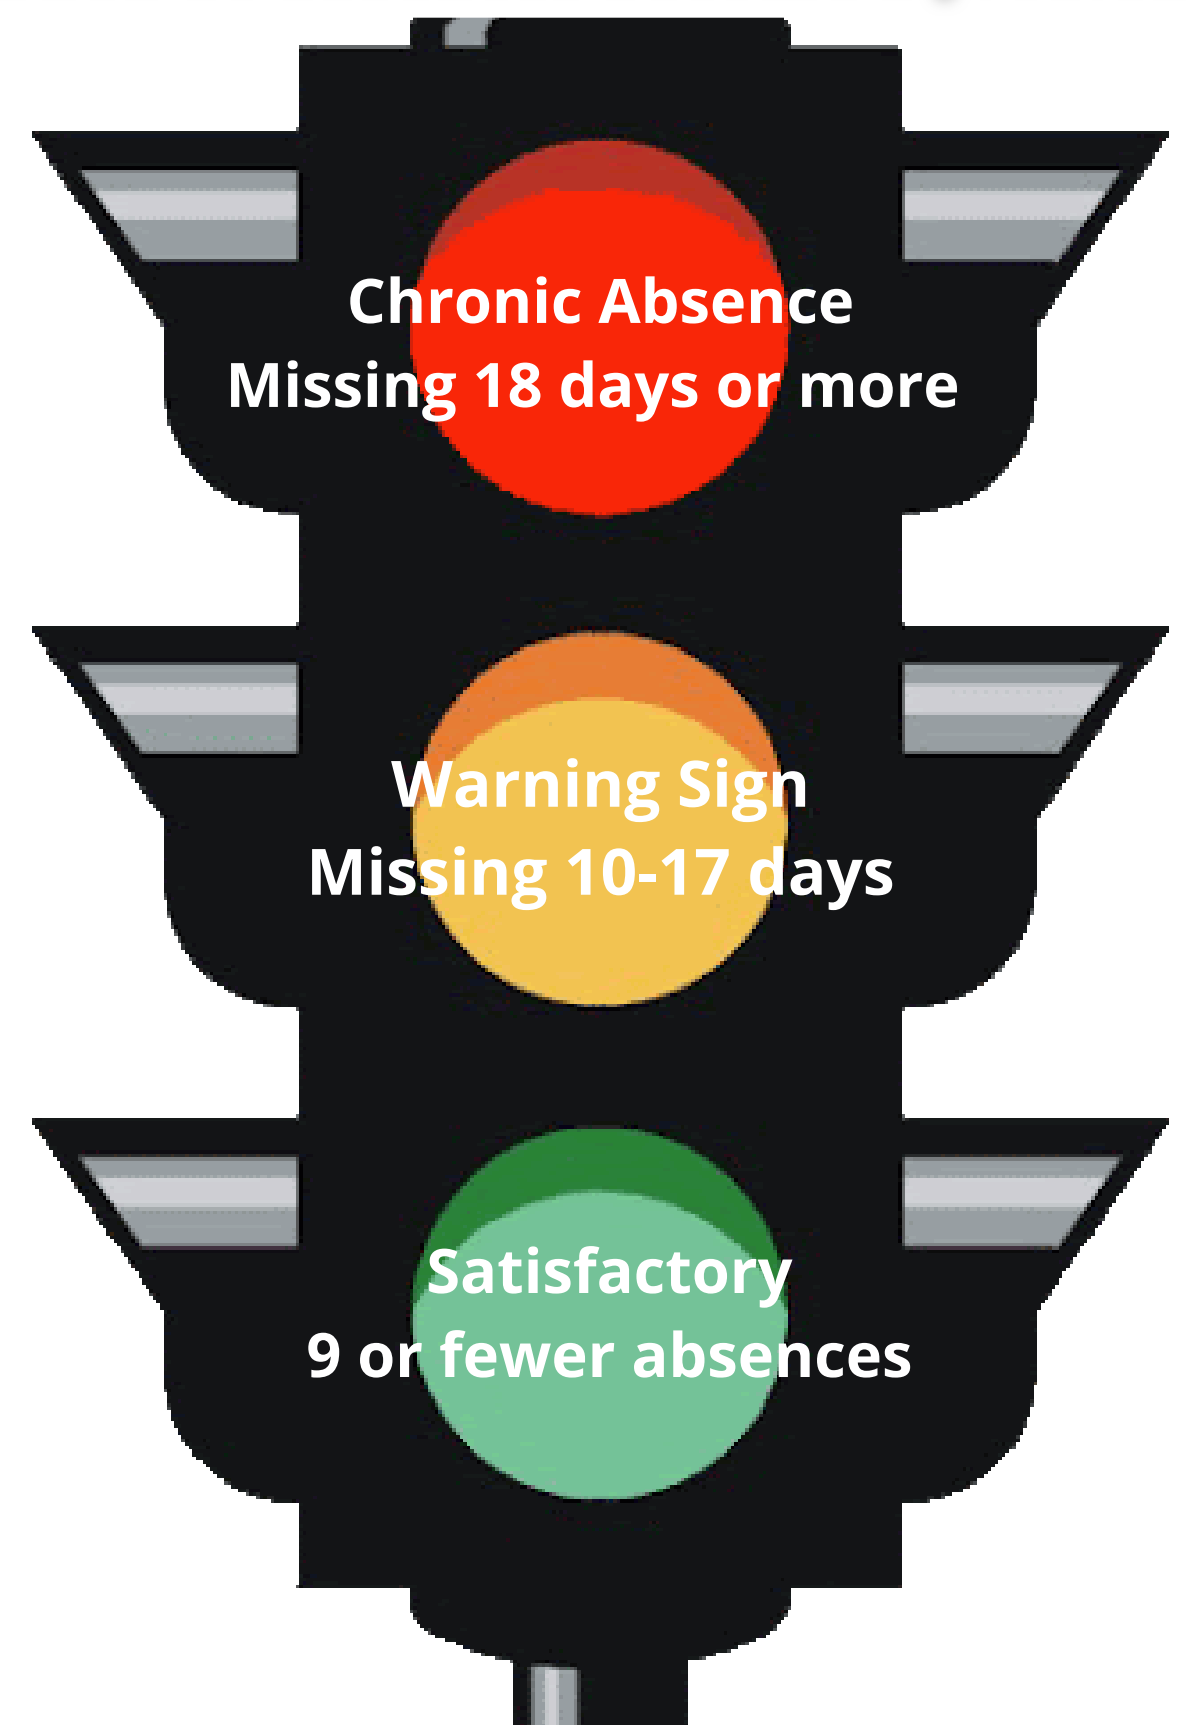 Chronic Absence
Missing 18 days or more
Warning Sign
Missing 10-17 days
Satisfactory
9 or fewer absences